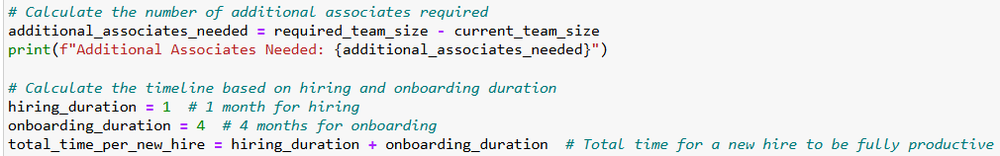 # Calculate the number of additional associates required
additional_associates_needed = required_team_size - current_team_size
print(f"Additional Associates Needed: {additional_associates_needed}")
# Calculate the timeline based on hiring and onboarding duration
hiring_duration = 1  # 1 month for hiring
onboarding_duration = 4  # 4 months for onboarding
total_time_per_new_hire = hiring_duration + onboarding_duration  # Total time for a new hire to be fully productive